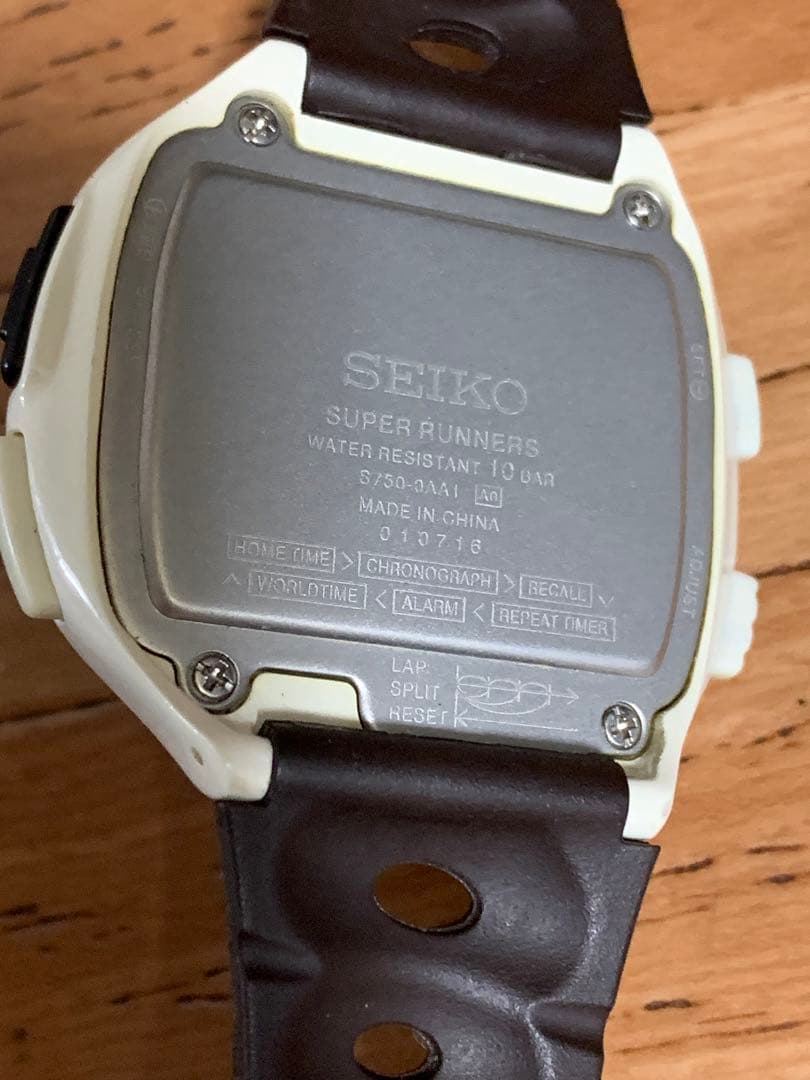 SEIKO
SUPER RUNNERS
WATER RESISTANT 10 BAR
S750-0AA1 A0
MADE IN CHINA
010716
HOME TIME > CHRONOGRAPH > RECALL >
^ WORLDTIME < ALARM < REPEAT TIMER
LAP
SPLIT
RESET
ADJUST